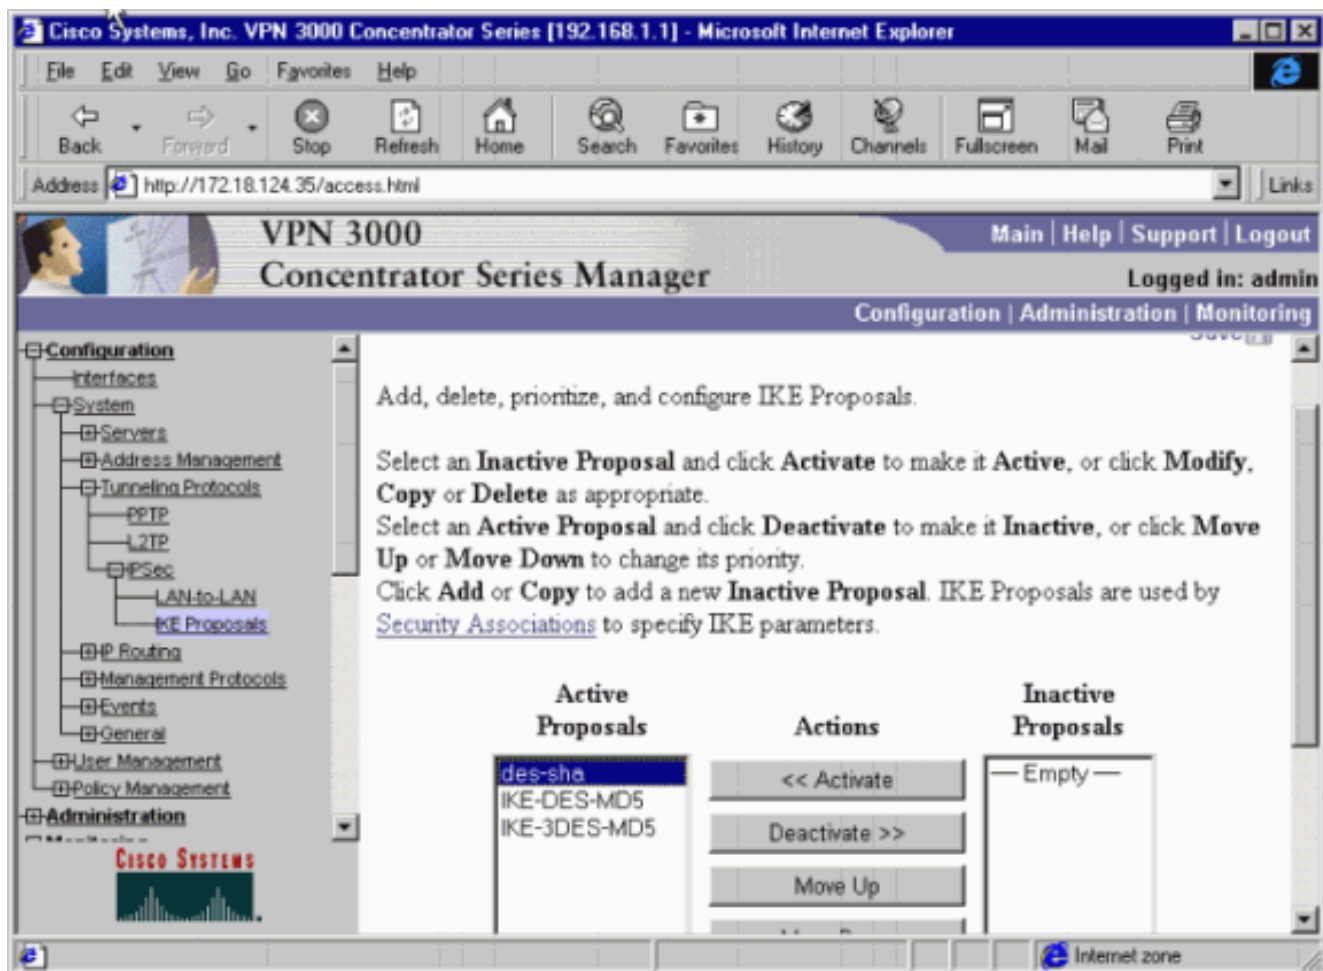 Cisco Systems, Inc. VPN 3000 Concentrator Series [192.168.1.1] - Microsoft Internet Explorer
File Edit View Go Favorites Help
Back Forward Stop Refresh Home Search Favorites History Channels Fullscreen Mail Print
Address http://172.18.124.35/access.html Links
VPN 3000
Concentrator Series Manager
Main | Help | Support | Logout
Logged in: admin
Configuration | Administration | Monitoring
Configuration
Interfaces
System
Servers
Address Management
Tunneling Protocols
PPTP
L2TP
IPSec
LAN-to-LAN
IKE Proposals
IP Routing
Management Protocols
Events
General
User Management
Policy Management
Administration
Monitoring
CISCO SYSTEMS
Save
Add, delete, prioritize, and configure IKE Proposals.
Select an Inactive Proposal and click Activate to make it Active, or click Modify,
Copy or Delete as appropriate.
Select an Active Proposal and click Deactivate to make it Inactive, or click Move
Up or Move Down to change its priority.
Click Add or Copy to add a new Inactive Proposal. IKE Proposals are used by
Security Associations to specify IKE parameters.
Active
Proposals
des-sha
IKE-DES-MD5
IKE-3DES-MD5
Actions
<< Activate
Deactivate >>
Move Up
Inactive
Proposals
— Empty —
Internet zone